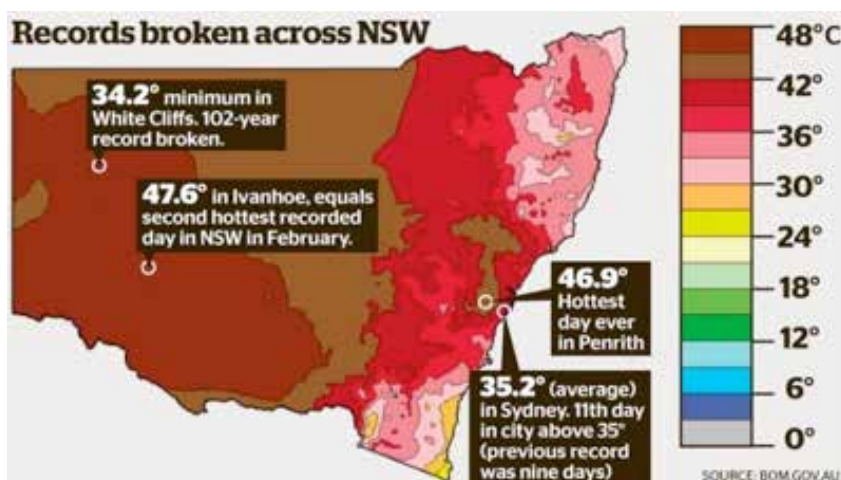 Records broken across NSW
34.2° minimum in
White Cliffs. 102-year
record broken.
47.6° in Ivanhoe, equals
second hottest recorded
day in NSW in February.
46.9°
Hottest
day ever
in Penrith
35.2° (average)
in Sydney. 11th day
in city above 35°
(previous record
was nine days)
48°C
42°
36°
30°
24°
18°
12°
6°
0°
SOURCE: BOM.GOV.AU